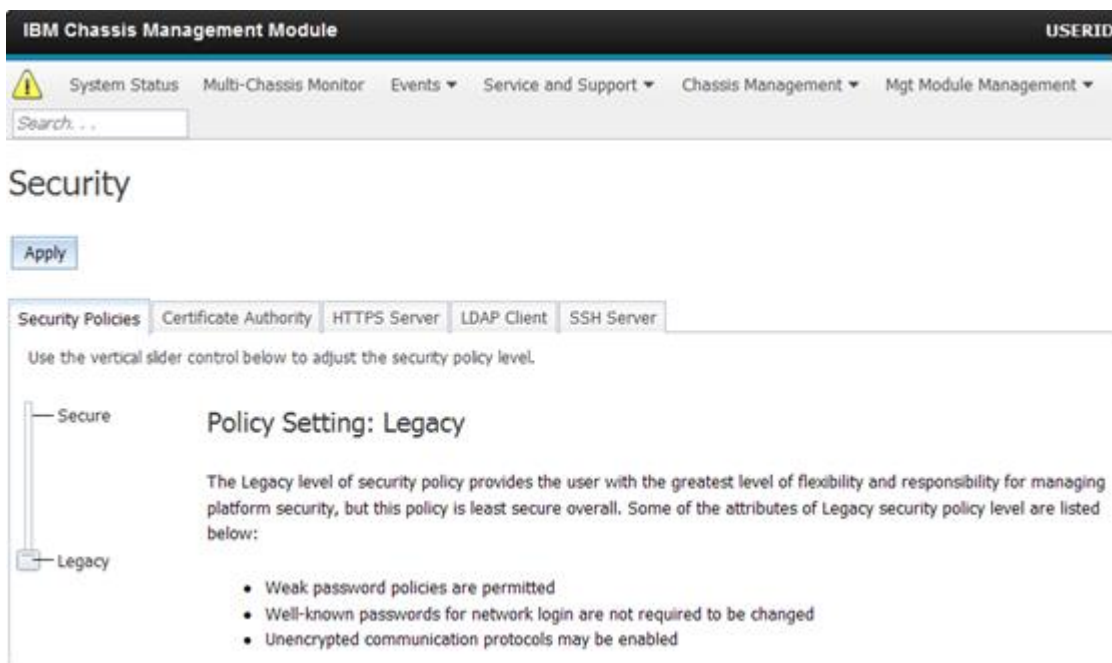 IBM Chassis Management Module USERID
System Status Multi-Chassis Monitor Events Service and Support Chassis Management Mgt Module Management
Search. . .
Security
Apply
Security Policies Certificate Authority HTTPS Server LDAP Client SSH Server
Use the vertical slider control below to adjust the security policy level.
Secure
Legacy
Policy Setting: Legacy
The Legacy level of security policy provides the user with the greatest level of flexibility and responsibility for managing
platform security, but this policy is least secure overall. Some of the attributes of Legacy security policy level are listed
below:
• Weak password policies are permitted
• Well-known passwords for network login are not required to be changed
• Unencrypted communication protocols may be enabled